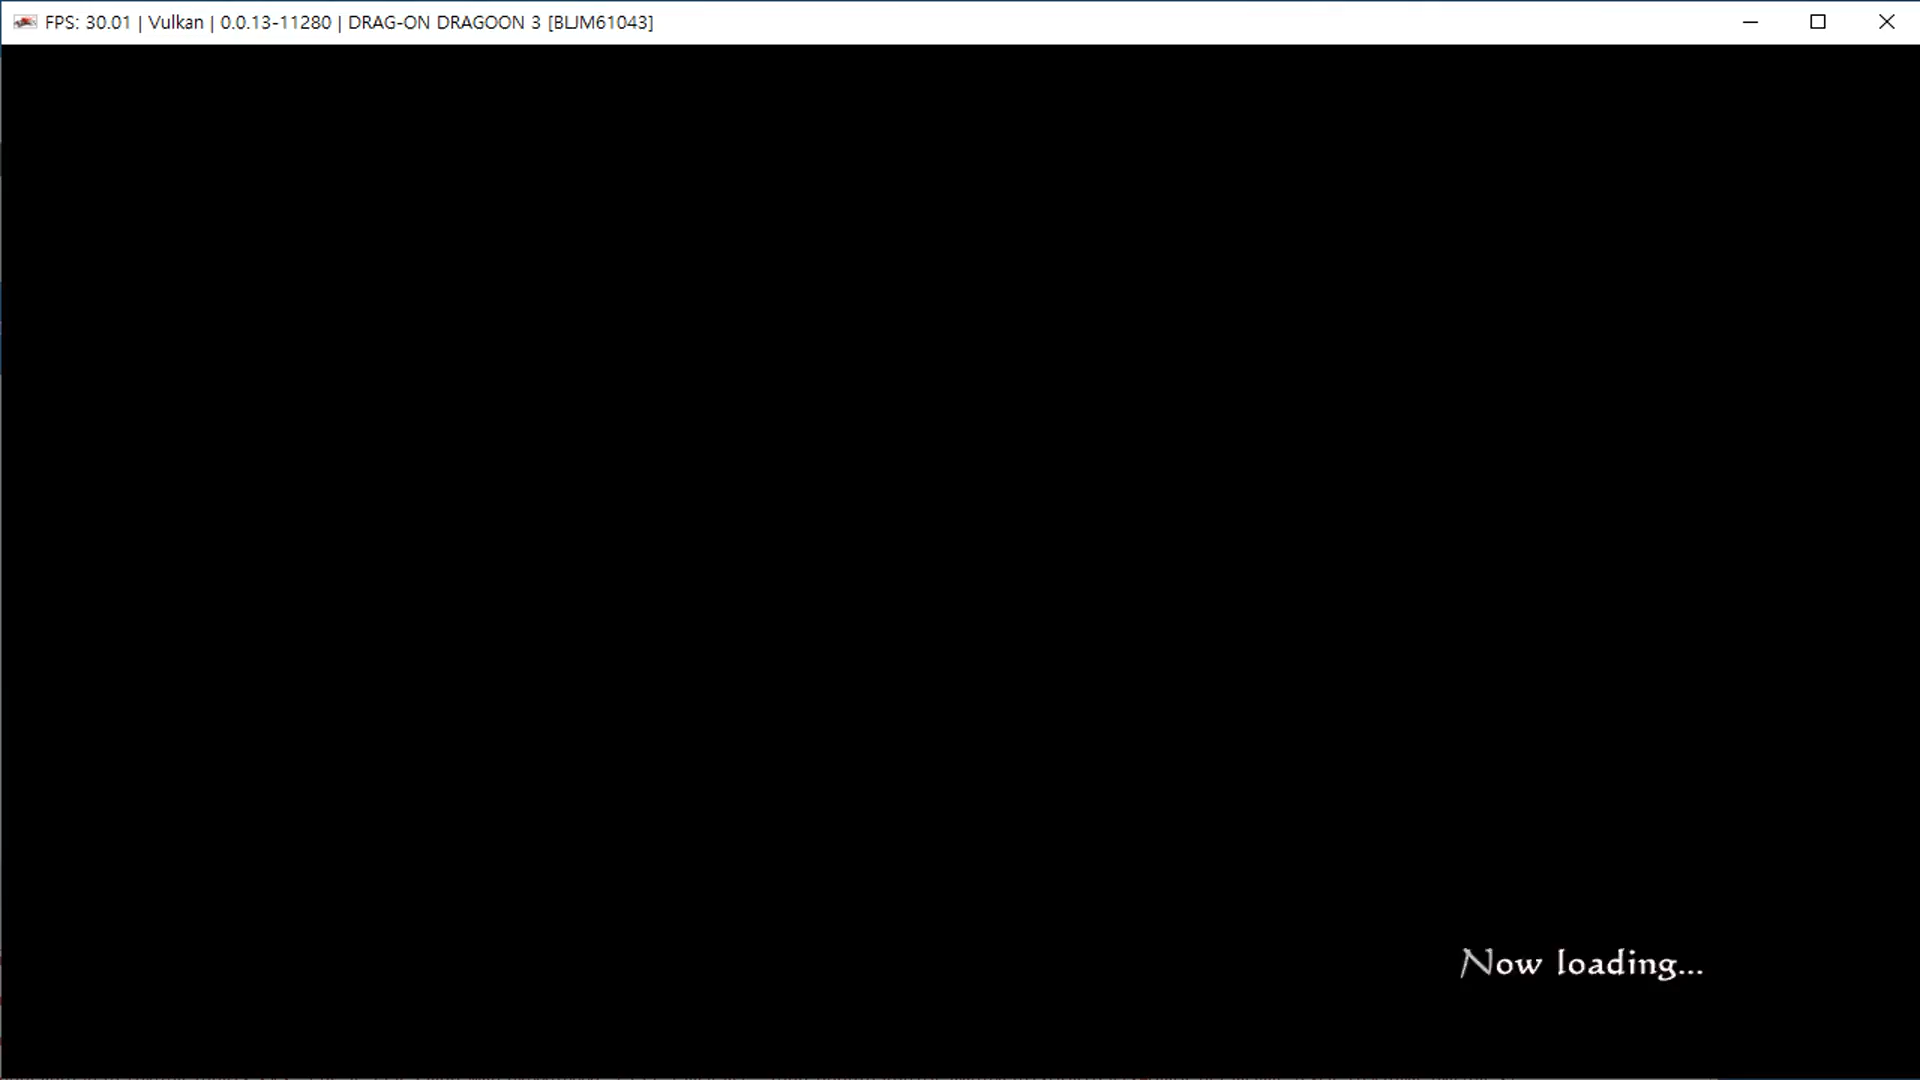 FPS: 30.01 | Vulkan | 0.0.13-11280 | DRAG-ON DRAGOON 3 [BLJM61043]
Now loading...